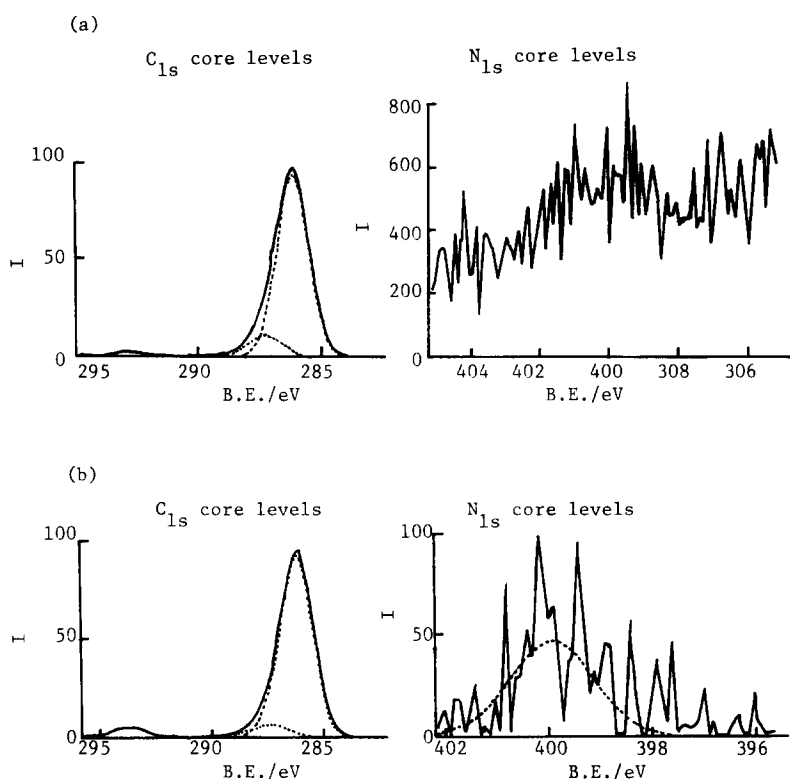 (a)
C1s core levels
N1s core levels
100
50
0
I
295
290
285
B.E./eV
800
600
400
200
0
I
404
402
400
308
306
B.E./eV
(b)
C1s core levels
N1s core levels
100
50
0
I
295
290
285
B.E./eV
100
50
0
I
402
400
398
396
B.E./eV